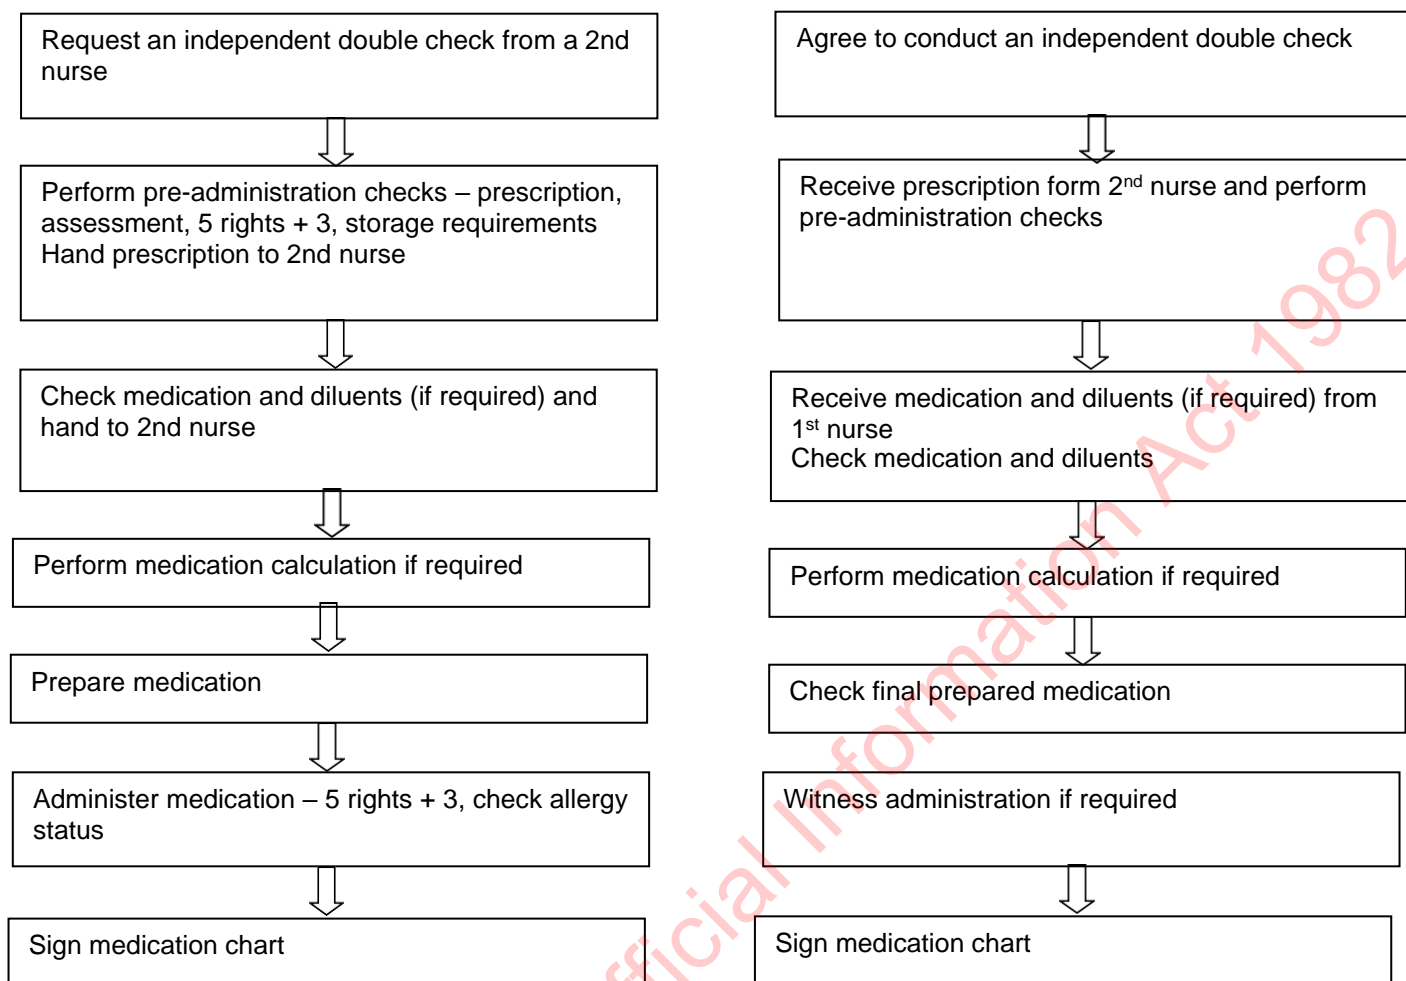 Request an independent double check from a 2nd
nurse
Perform pre-administration checks – prescription,
assessment, 5 rights + 3, storage requirements
Hand prescription to 2nd nurse
Check medication and diluents (if required) and
hand to 2nd nurse
Perform medication calculation if required
Prepare medication
Administer medication – 5 rights + 3, check allergy
status
Sign medication chart
Agree to conduct an independent double check
Receive prescription form 2nd nurse and perform
pre-administration checks
Receive medication and diluents (if required) from
1st nurse
Check medication and diluents
Perform medication calculation if required
Check final prepared medication
Witness administration if required
Sign medication chart
Official Information Act 1982